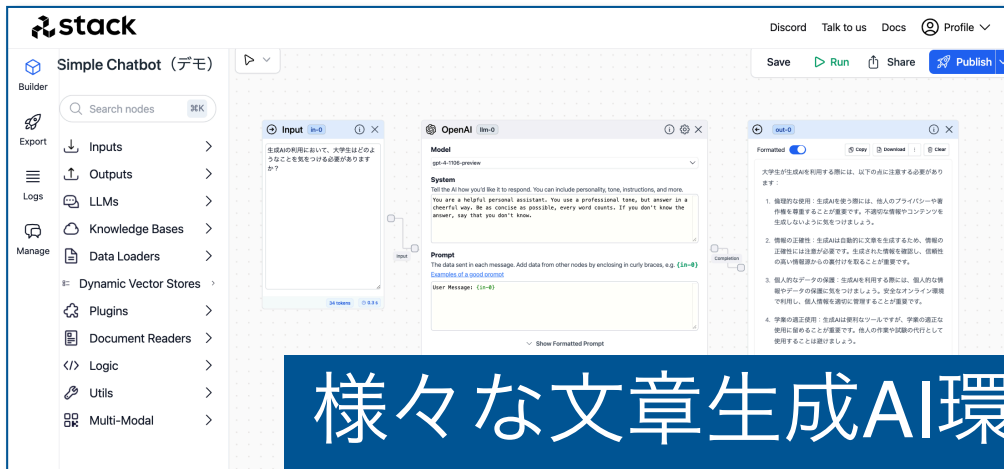 stack
Discord Talk to us Docs Profile
Builder
Export
Logs
Manage
Simple Chatbot（デモ）
Search nodes ⌘K
Inputs
Outputs
LLMs
Knowledge Bases
Data Loaders
Dynamic Vector Stores
Plugins
Document Readers
Logic
Utils
Multi-Modal
Save Run Share Publish
Input in-0
生成AIの利用において、大学生はどのよ
うなことを気をつける必要があります
か？
34 tokens 0.0 s
Input
OpenAI llm-0
Model
gpt-4-1106-preview
System
Tell the AI how you'd like it to respond. You can include personality, tone, instructions, and more.
You are a helpful personal assistant. You use a professional tone, but answer in a
cheerful way. Be as concise as possible, every word counts. If you don't know the
answer, say that you don't know.
Prompt
The data sent in each message. Add data from other nodes by enclosing in curly braces, e.g. {in-0}
Examples of a good prompt
User Message: {in-0}
Show Formatted Prompt
Completion
out-0
Formatted Copy Download Clear
大学生が生成AIを利用する際には、以下の点に注意する必要があり
ます：
1. 倫理的な使用：生成AIを使う際には、他人のプライバシーや著
作権を尊重することが重要です。不適切な情報やコンテンツを
生成しないように気をつけましょう。
2. 情報の正確性：生成AIは自動的に文章を生成するため、情報の
正確性には注意が必要です。生成された情報を確認し、信頼性
の高い情報源からの裏付けを取ることが重要です。
3. 個人的なデータの保護：生成AIを利用する際には、個人的な情
報やデータの保護に気をつけましょう。安全なオンライン環境
で利用し、個人情報を適切に管理することが重要です。
4. 学業の適正使用：生成AIは便利なツールですが、学業の適正な
使用に留めることが重要です。他人の作業や試験の代行として
使用することは避けましょう。
様々な文章生成AI環